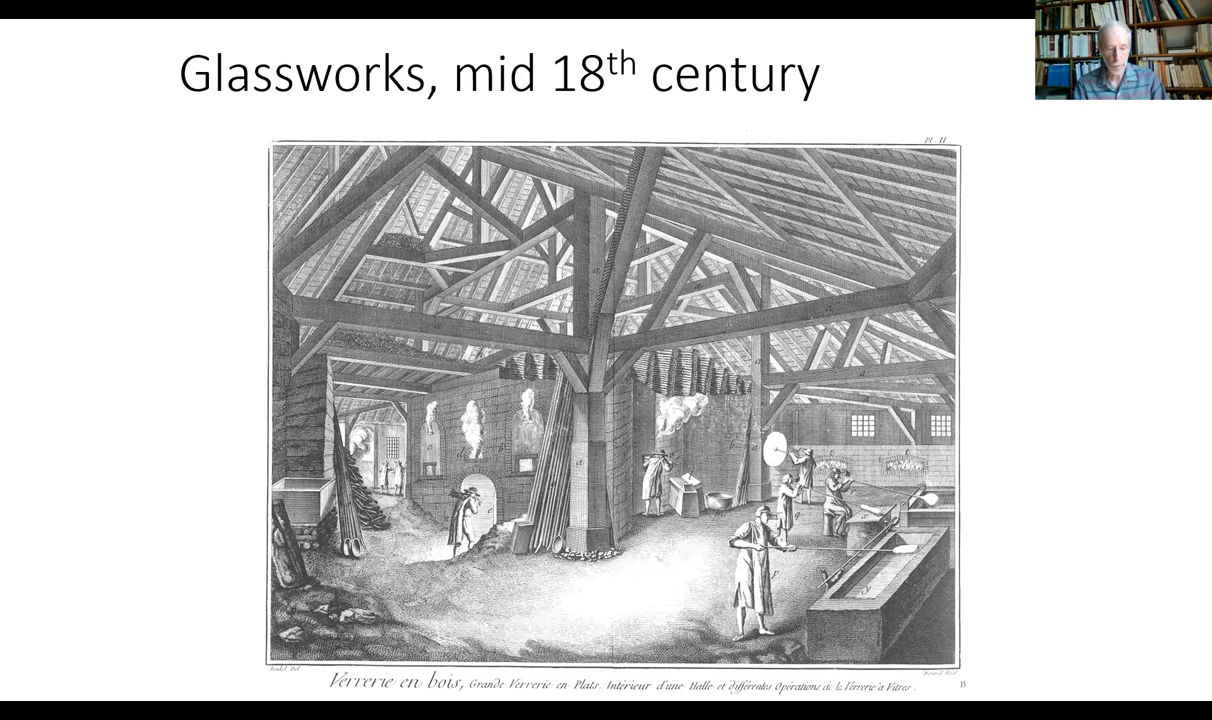 Glassworks, mid 18th century
Pl. II.
Verrerie en bois, Grande Verrerie en Plats. Intérieur d'une Halle et différentes Opérations de la Verrerie à Vitres.